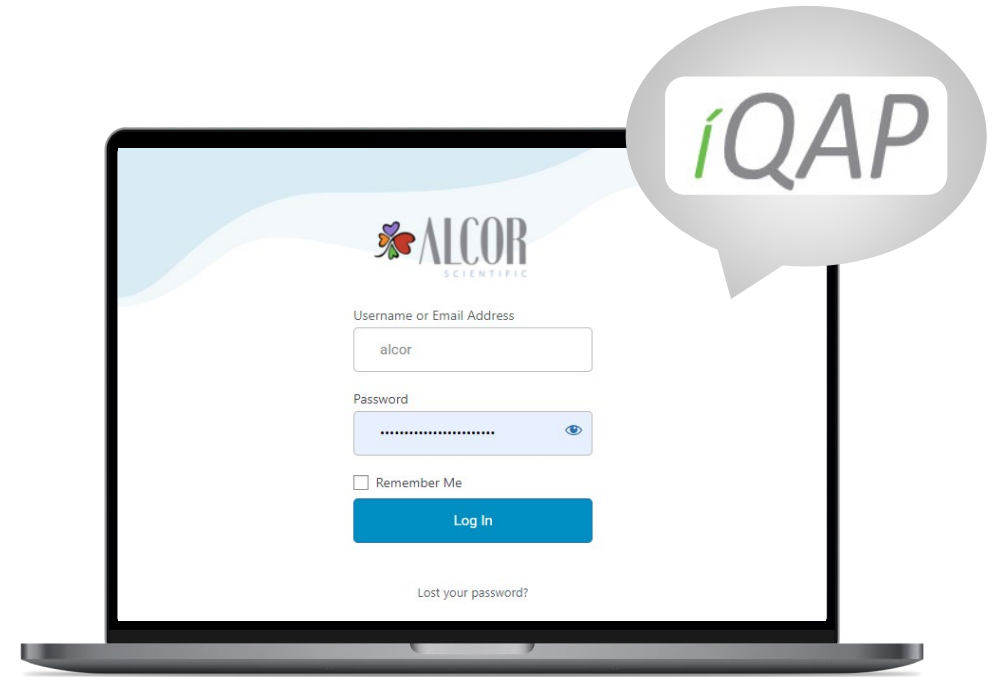 íQAP
ALCOR
SCIENTIFIC
Username or Email Address
alcor
Password
Remember Me
Log In
Lost your password?